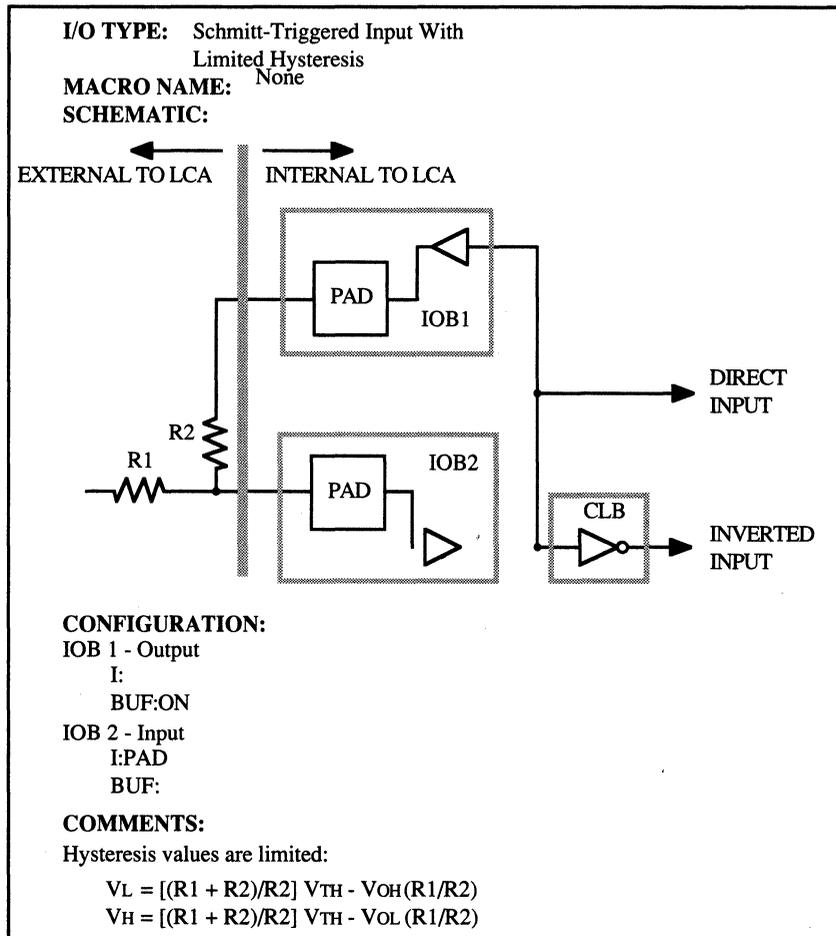 I/O TYPE: Schmitt-Triggered Input With
Limited Hysteresis
MACRO NAME: None
SCHEMATIC:
EXTERNAL TO LCA
INTERNAL TO LCA
PAD
IOB1
DIRECT
INPUT
R2
R1
PAD
IOB2
CLB
INVERTED
INPUT
CONFIGURATION:
IOB 1 - Output
I:
BUF:ON
IOB 2 - Input
I:PAD
BUF:
COMMENTS:
Hysteresis values are limited:
VL = [(R1 + R2)/R2] VTH - VOH (R1/R2)
VH = [(R1 + R2)/R2] VTH - VOL (R1/R2)